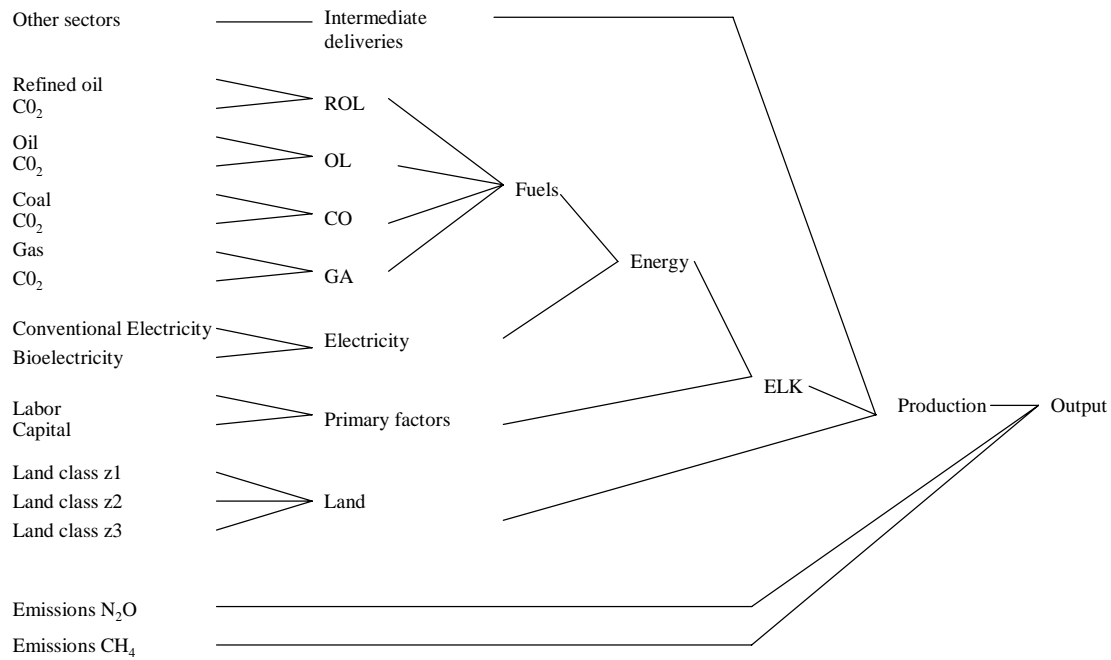 Other sectors
Intermediate
deliveries
Refined oil
C0₂
ROL
Oil
C0₂
OL
Coal
C0₂
CO
Gas
C0₂
GA
Fuels
Energy
Conventional Electricity
Bioelectricity
Electricity
ELK
Labor
Capital
Primary factors
Production
Output
Land class z1
Land class z2
Land class z3
Land
Emissions N₂O
Emissions CH₄